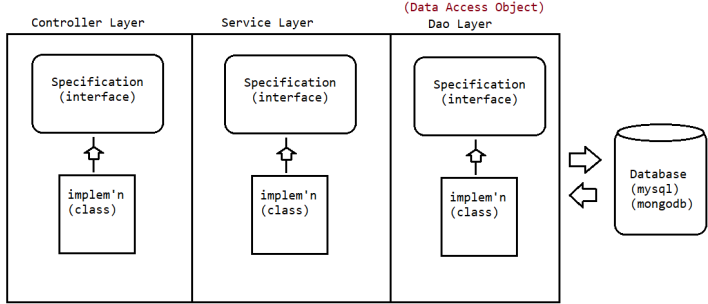 (Data Access Object)
Controller Layer
Service Layer
Dao Layer
Specification
(interface)
Specification
(interface)
Specification
(interface)
implem'n
(class)
implem'n
(class)
implem'n
(class)
Database
(mysql)
(mongodb)